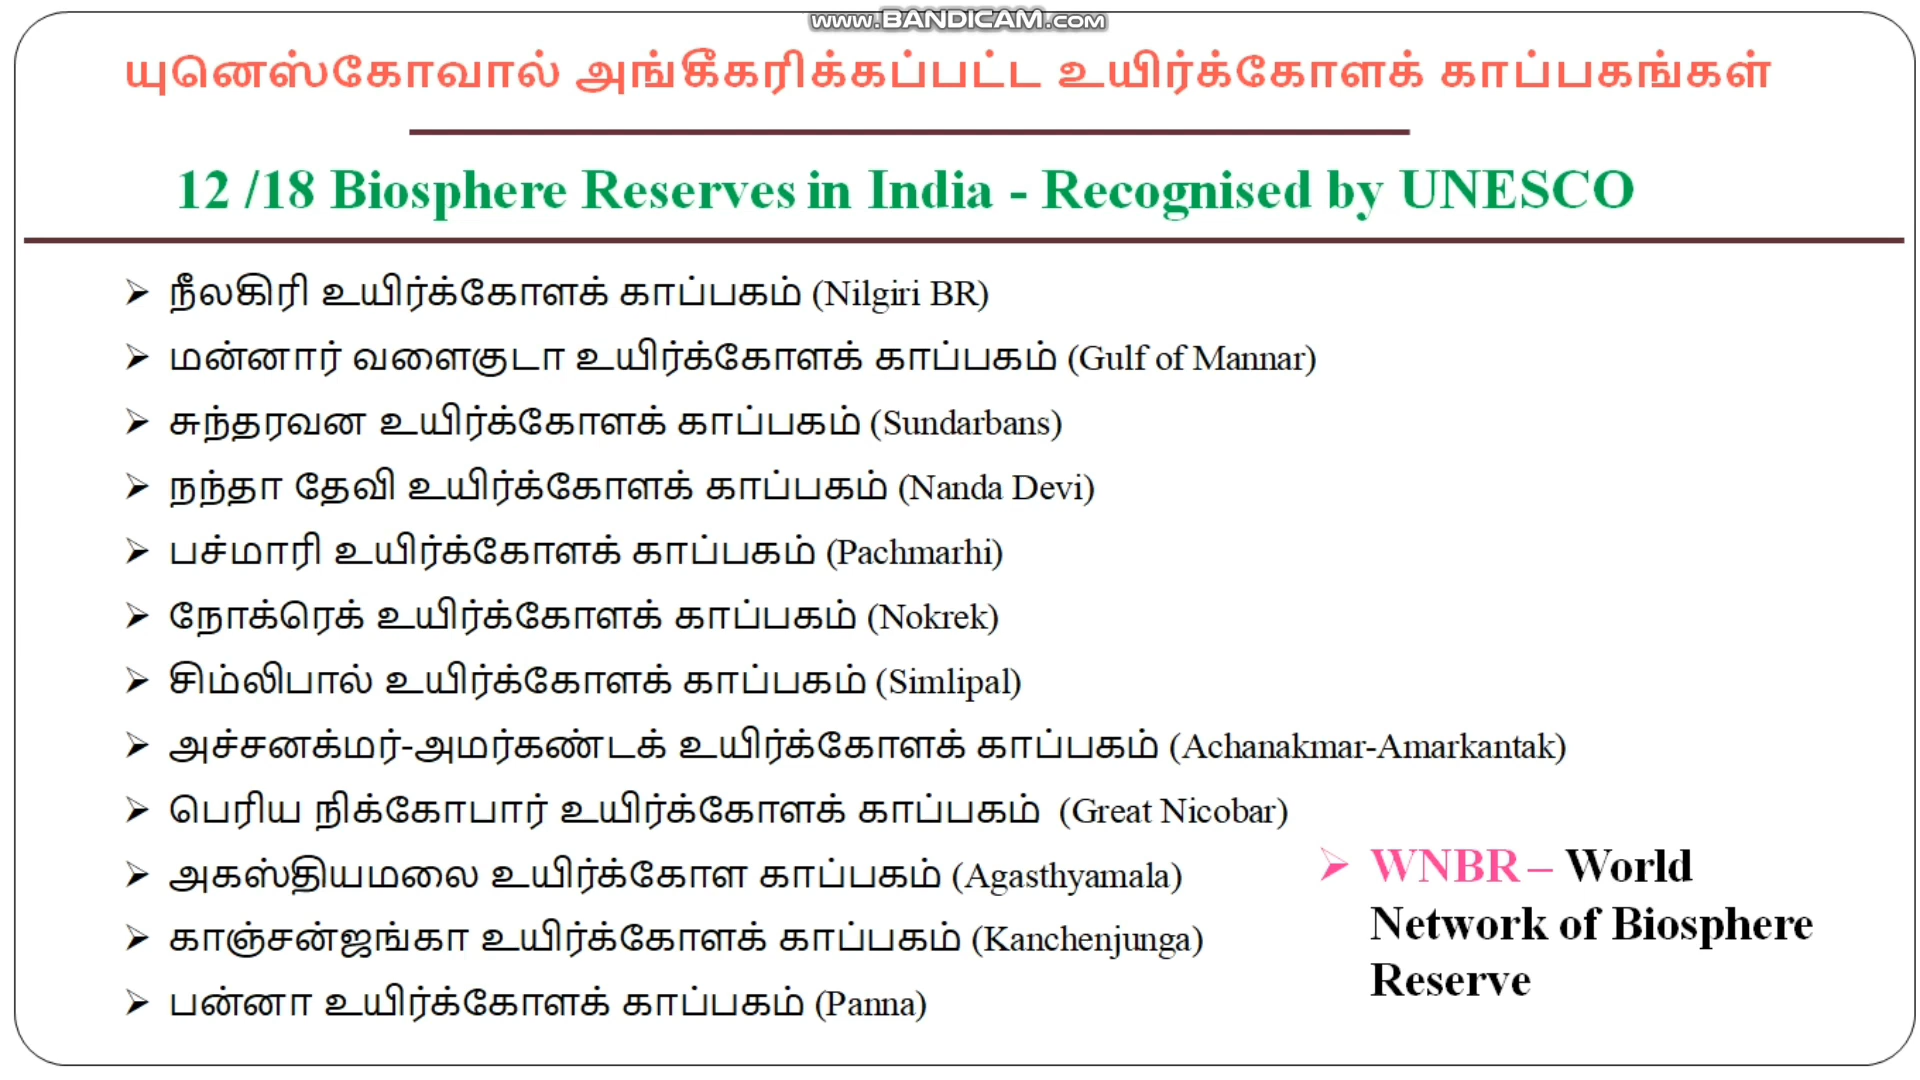 www.BANDICAM.com
யுனெஸ்கோவால் அங்கீகரிக்கப்பட்ட உயிர்க்கோளக் காப்பகங்கள்
12 /18 Biosphere Reserves in India - Recognised by UNESCO
➢ நீலகிரி உயிர்க்கோளக் காப்பகம் (Nilgiri BR)
➢ மன்னார் வளைகுடா உயிர்க்கோளக் காப்பகம் (Gulf of Mannar)
➢ சுந்தரவன உயிர்க்கோளக் காப்பகம் (Sundarbans)
➢ நந்தா தேவி உயிர்க்கோளக் காப்பகம் (Nanda Devi)
➢ பச்மாரி உயிர்க்கோளக் காப்பகம் (Pachmarhi)
➢ நோக்ரெக் உயிர்க்கோளக் காப்பகம் (Nokrek)
➢ சிம்லிபால் உயிர்க்கோளக் காப்பகம் (Simlipal)
➢ அச்சனக்மர்-அமர்கண்டக் உயிர்க்கோளக் காப்பகம் (Achanakmar-Amarkantak)
➢ பெரிய நிக்கோபார் உயிர்க்கோளக் காப்பகம் (Great Nicobar)
➢ அகஸ்தியமலை உயிர்க்கோள காப்பகம் (Agasthyamala)
➢ காஞ்சன்ஜங்கா உயிர்க்கோளக் காப்பகம் (Kanchenjunga)
➢ பன்னா உயிர்க்கோளக் காப்பகம் (Panna)
➢ WNBR – World
Network of Biosphere
Reserve